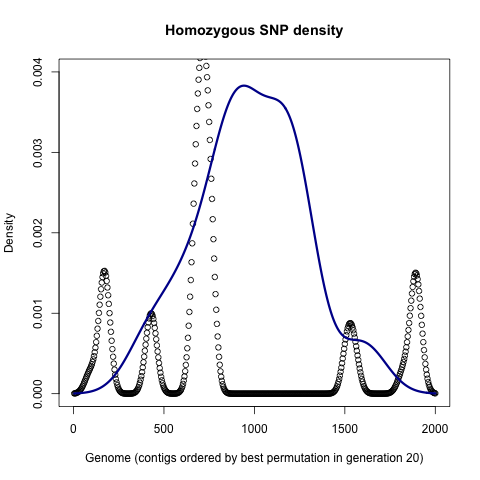 Homozygous SNP density
0.004
0.003
0.002
0.001
0.000
Density
0 500 1000 1500 2000
Genome (contigs ordered by best permutation in generation 20)